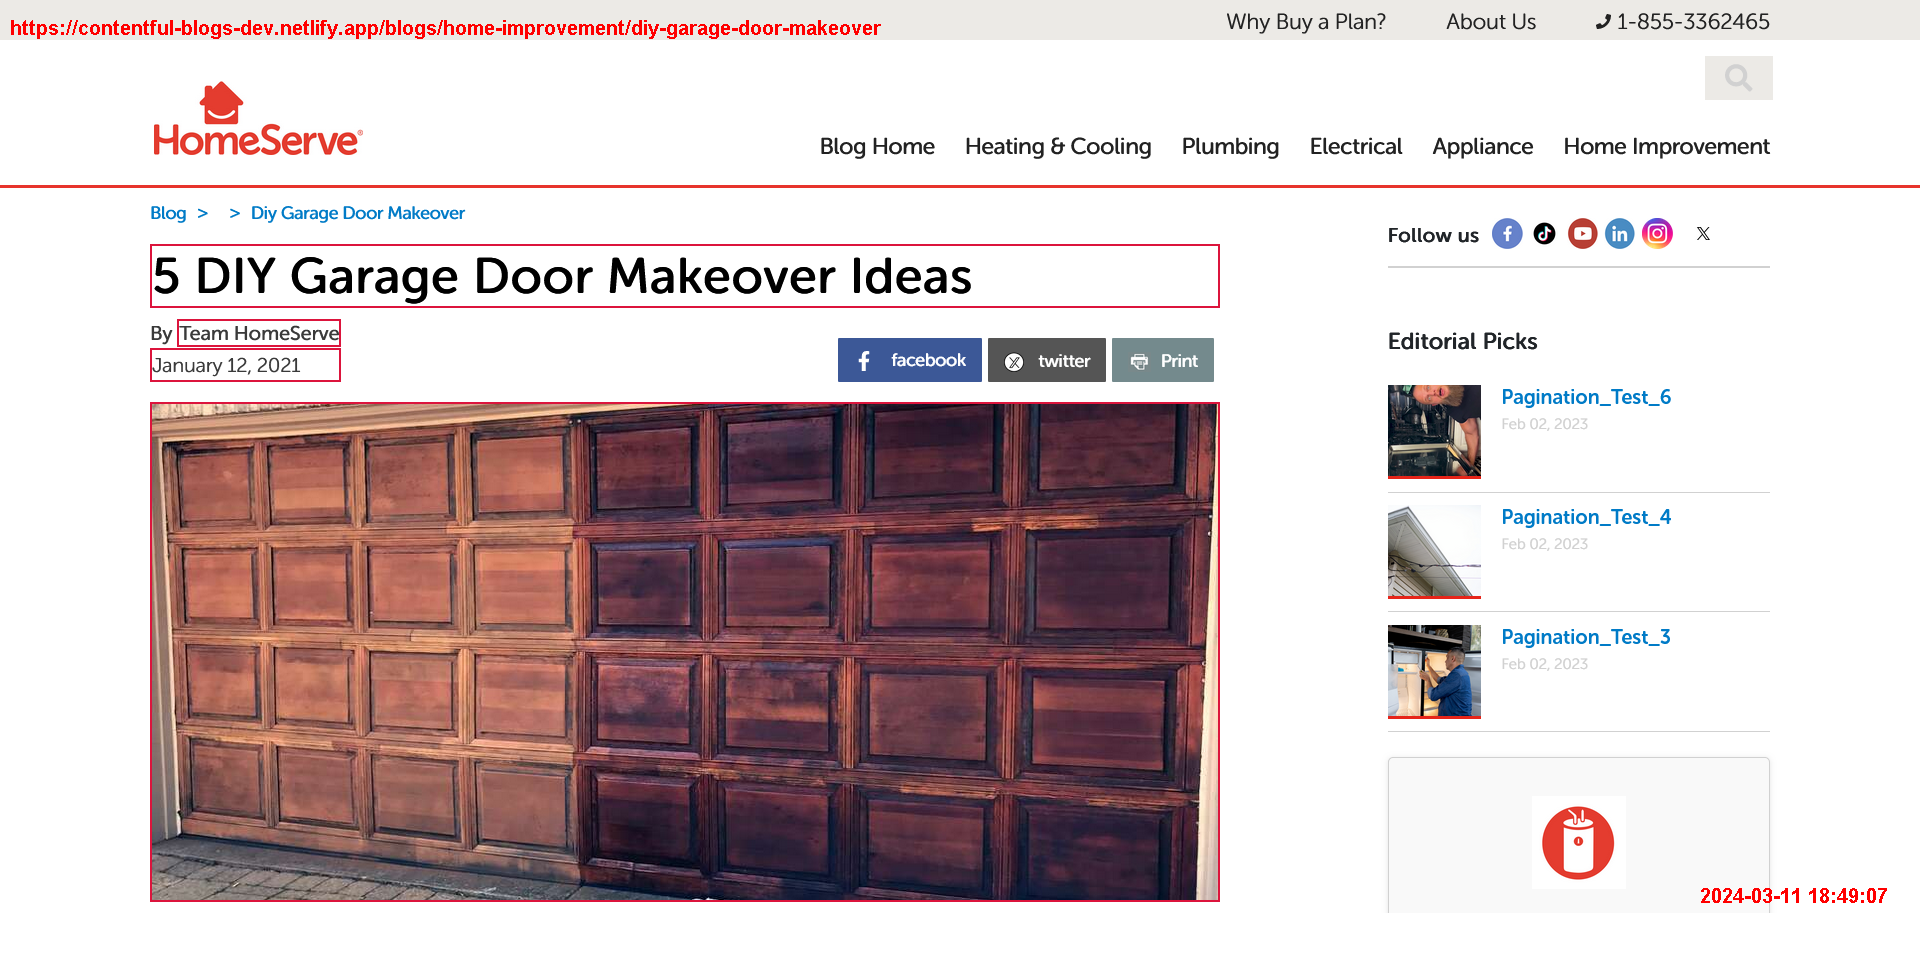 https://contentful-blogs-dev.netlify.app/blogs/home-improvement/diy-garage-door-makeover
Why Buy a Plan? About Us 1-855-3362465
HomeServe®
Blog Home Heating & Cooling Plumbing Electrical Appliance Home Improvement
Blog > > Diy Garage Door Makeover
5 DIY Garage Door Makeover Ideas
By Team HomeServe
January 12, 2021
facebook twitter Print
Follow us
Editorial Picks
Pagination_Test_6
Feb 02, 2023
Pagination_Test_4
Feb 02, 2023
Pagination_Test_3
Feb 02, 2023
2024-03-11 18:49:07